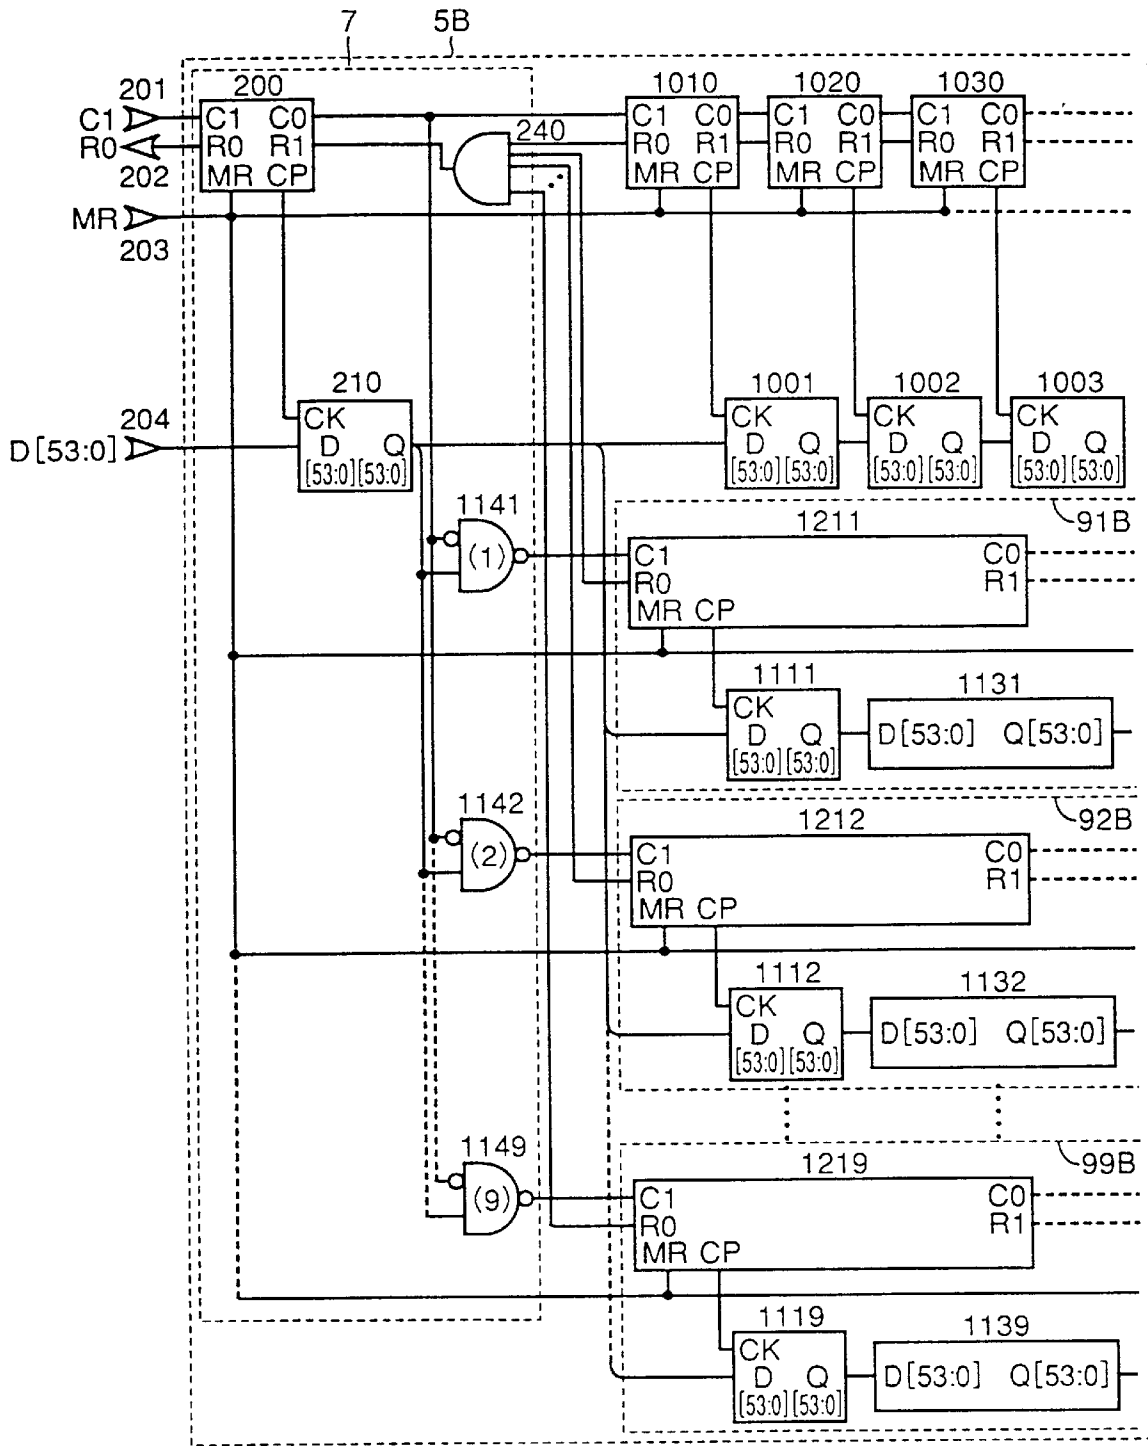 7 5B
201 200 1010 1020 1030
C1 C1 C0 240 C1 C0 C1 C0 C1 C0
R0 R0 R1 R0 R1 R0 R1 R0 R1
202 MR CP MR CP MR CP MR CP
MR
203
210 1001 1002 1003
204 CK CK CK CK
D[53:0] D Q D Q D Q D Q
[53:0][53:0] [53:0][53:0] [53:0][53:0] [53:0][53:0]
1141 1211 91B
(1) C1 C0
R0 R1
MR CP
1111 1131
CK
D Q D[53:0] Q[53:0]
[53:0][53:0]
1142 1212 92B
(2) C1 C0
R0 R1
MR CP
1112 1132
CK
D Q D[53:0] Q[53:0]
[53:0][53:0]
1149 1219 99B
(9) C1 C0
R0 R1
MR CP
1119 1139
CK
D Q D[53:0] Q[53:0]
[53:0][53:0]